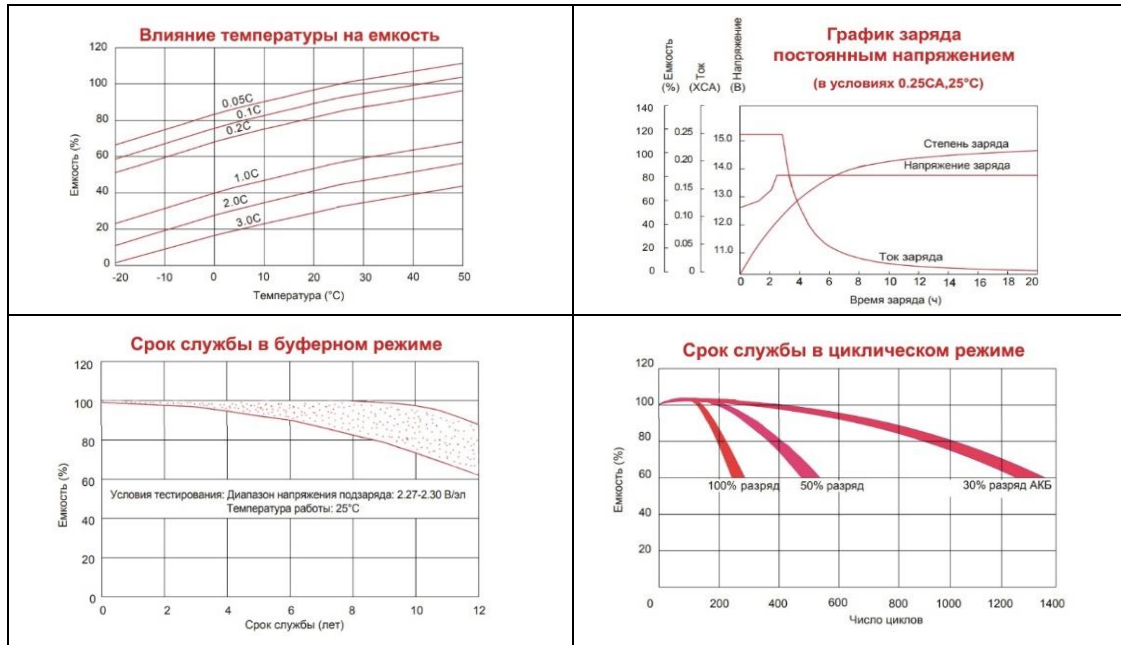 Влияние температуры на емкость
120
100
80
60
40
20
0
Емкость (%)
0.05C
0.1C
0.2C
1.0C
2.0C
3.0C
-20 -10 0 10 20 30 40 50
Температура (°C)
График заряда
постоянным напряжением
(в условиях 0.25CA,25°C)
Емкость
(%)
Ток
(XCA)
Напряжение
(В)
140
120
100
80
60
40
20
0
0.25
0.20
0.15
0.10
0.05
0
15.0
14.0
13.0
12.0
11.0
Степень заряда
Напряжение заряда
Ток заряда
0 2 4 6 8 10 12 14 16 18 20
Время заряда (ч)
Срок службы в буферном режиме
120
100
80
60
40
20
0
Емкость (%)
Условия тестирования: Диапазон напряжения подзаряда: 2.27-2.30 В/эл
Температура работы: 25°C
0 2 4 6 8 10 12
Срок службы (лет)
Срок службы в циклическом режиме
120
100
80
60
40
20
Емкость (%)
100% разряд
50% разряд
30% разряд АКБ
0 200 400 600 800 1000 1200 1400
Число циклов